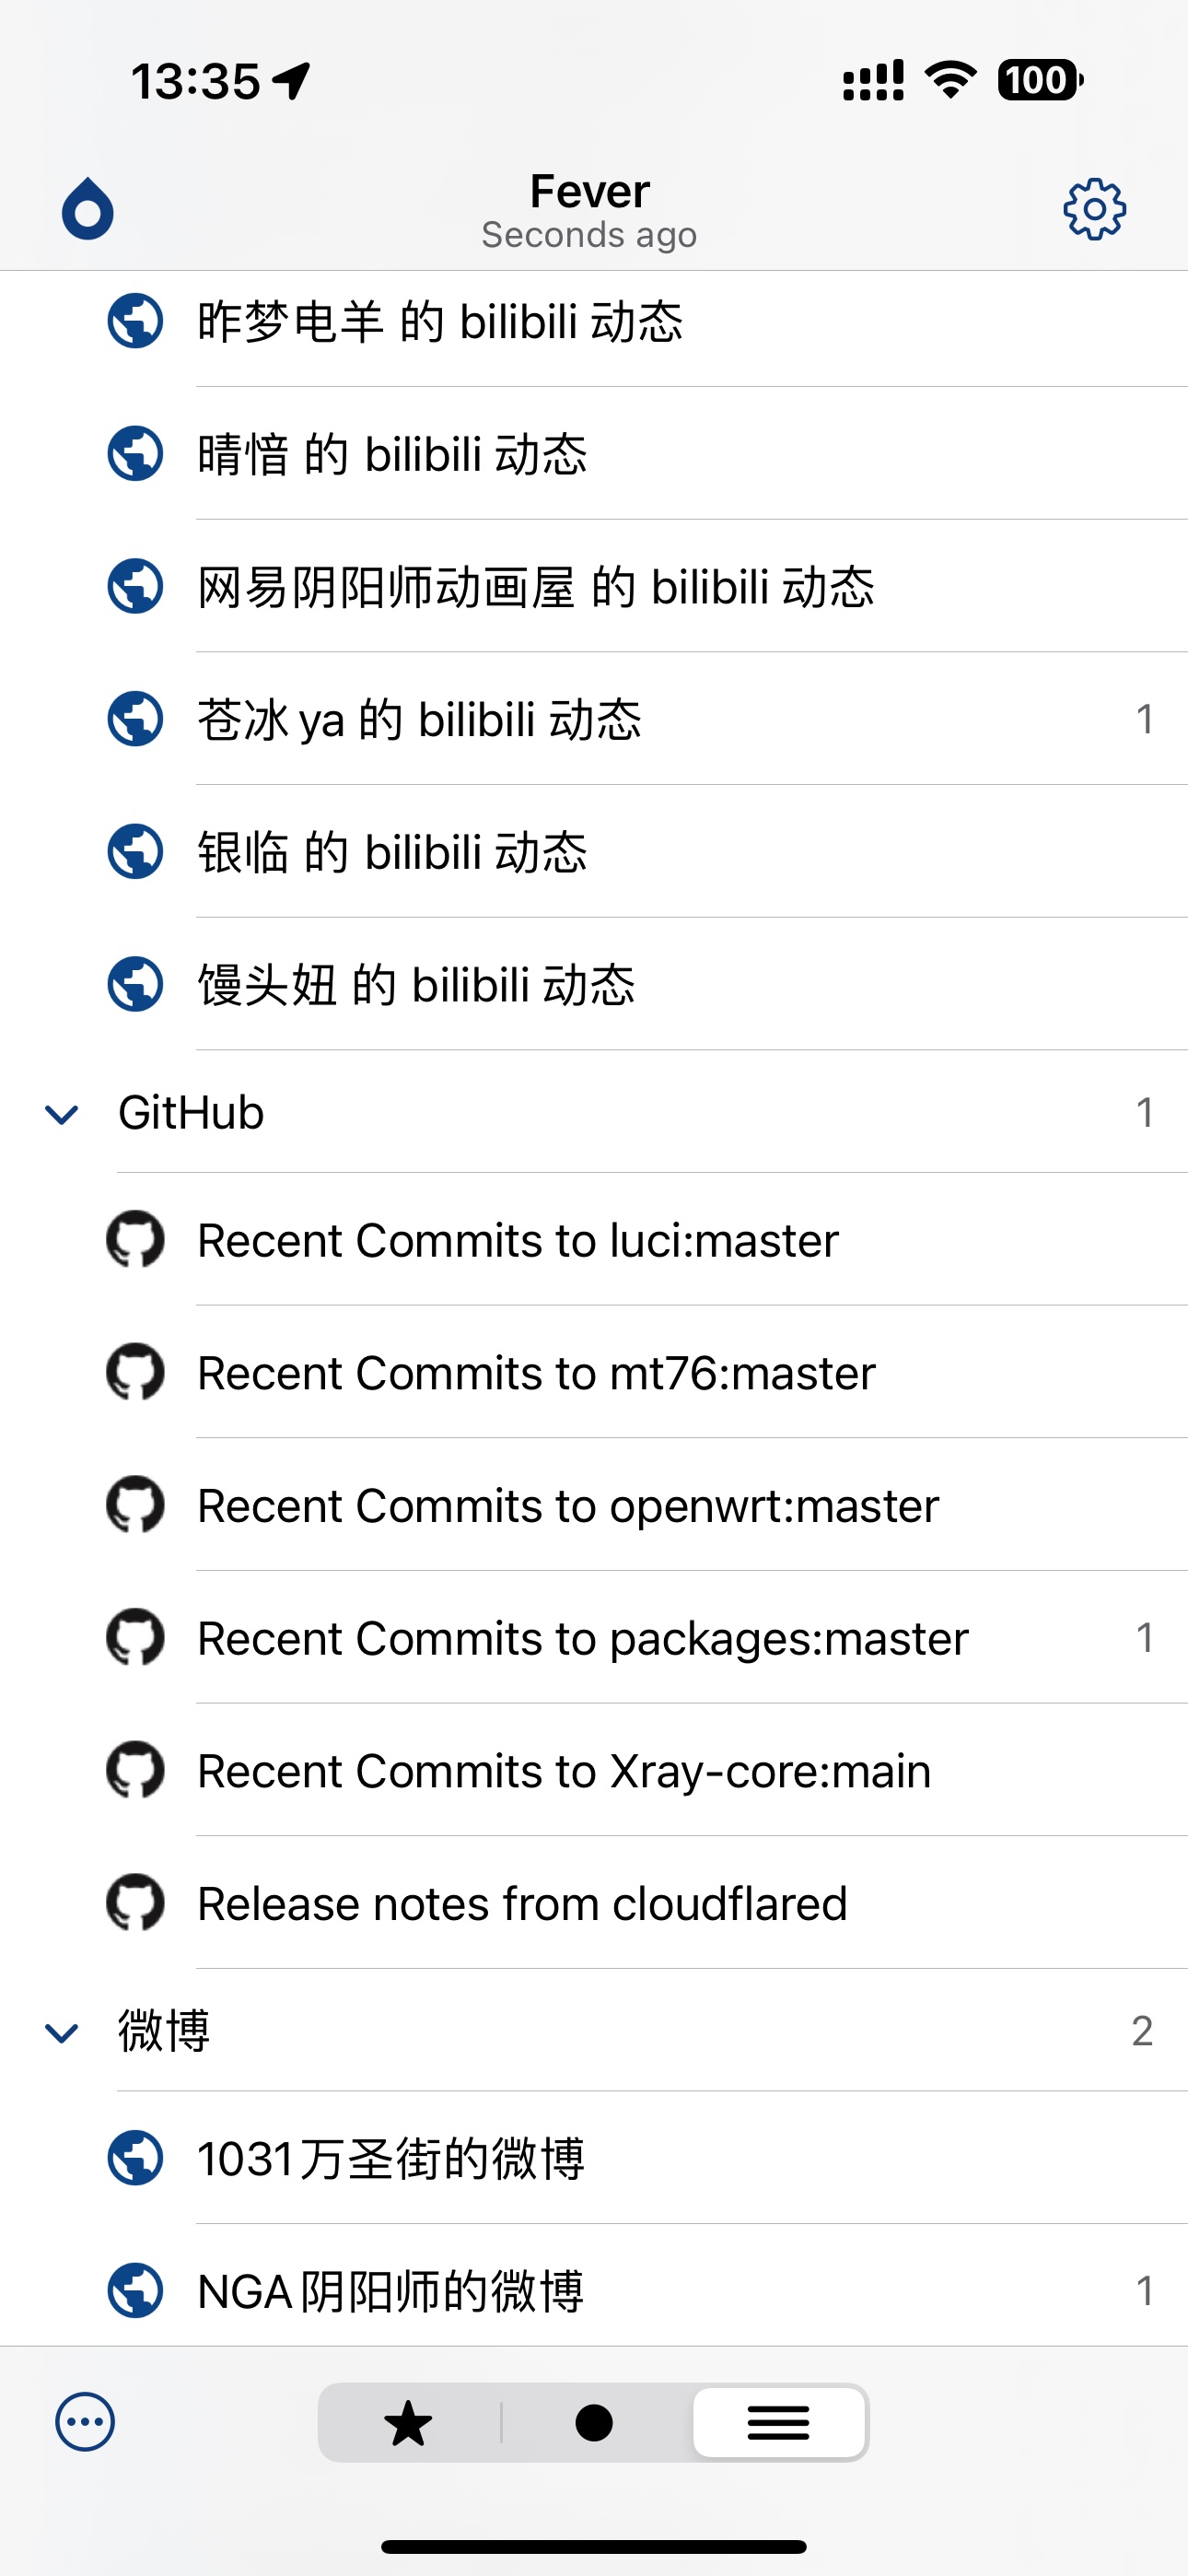 13:35
100
Fever
Seconds ago
昨梦电羊 的 bilibili 动态
晴愔 的 bilibili 动态
网易阴阳师动画屋 的 bilibili 动态
苍冰 ya 的 bilibili 动态 1
银临 的 bilibili 动态
馒头妞 的 bilibili 动态
GitHub 1
Recent Commits to luci:master
Recent Commits to mt76:master
Recent Commits to openwrt:master
Recent Commits to packages:master 1
Recent Commits to Xray-core:main
Release notes from cloudflared
微博 2
1031万圣街的微博
NGA阴阳师的微博 1